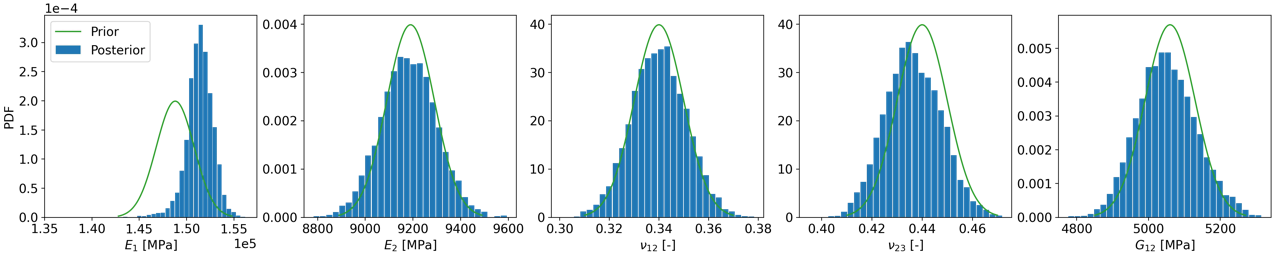 1e−4
PDF
3.0
2.5
2.0
1.5
1.0
0.5
0.0
Prior
Posterior
1.35 1.40 1.45 1.50 1.55
1e5
E₁ [MPa]
0.004
0.003
0.002
0.001
0.000
8800 9000 9200 9400 9600
E₂ [MPa]
40
30
20
10
0
0.30 0.32 0.34 0.36 0.38
ν₁₂ [-]
40
30
20
10
0
0.40 0.42 0.44 0.46
ν₂₃ [-]
0.005
0.004
0.003
0.002
0.001
0.000
4800 5000 5200
G₁₂ [MPa]